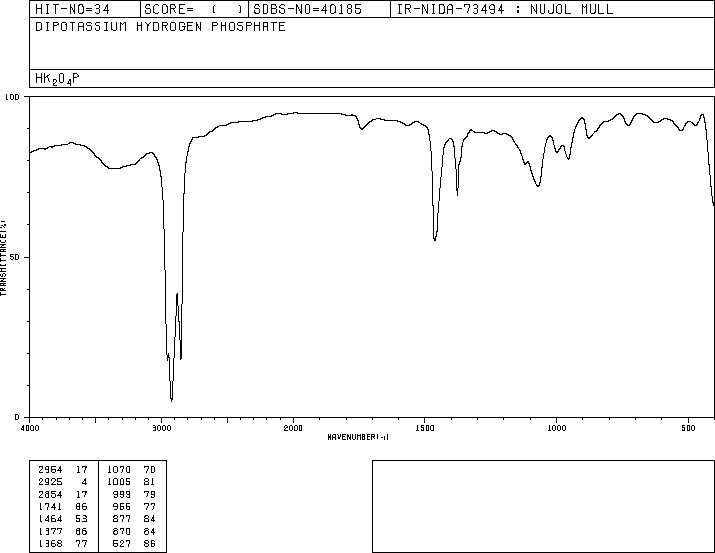 HIT-NO=34 SCORE= ( ) SDBS-NO=40185 IR-NIDA-73494 : NUJOL MULL
DIPOTASSIUM HYDROGEN PHOSPHATE
HK2O4P
100
50
0
TRANSMITTANCE(%)
4000 3000 2000 1500 1000 500
WAVENUMBER(-1)
2964 17 1070 70
2925 4 1005 81
2854 17 999 79
1741 86 966 77
1464 53 877 84
1377 66 870 84
1368 77 527 86